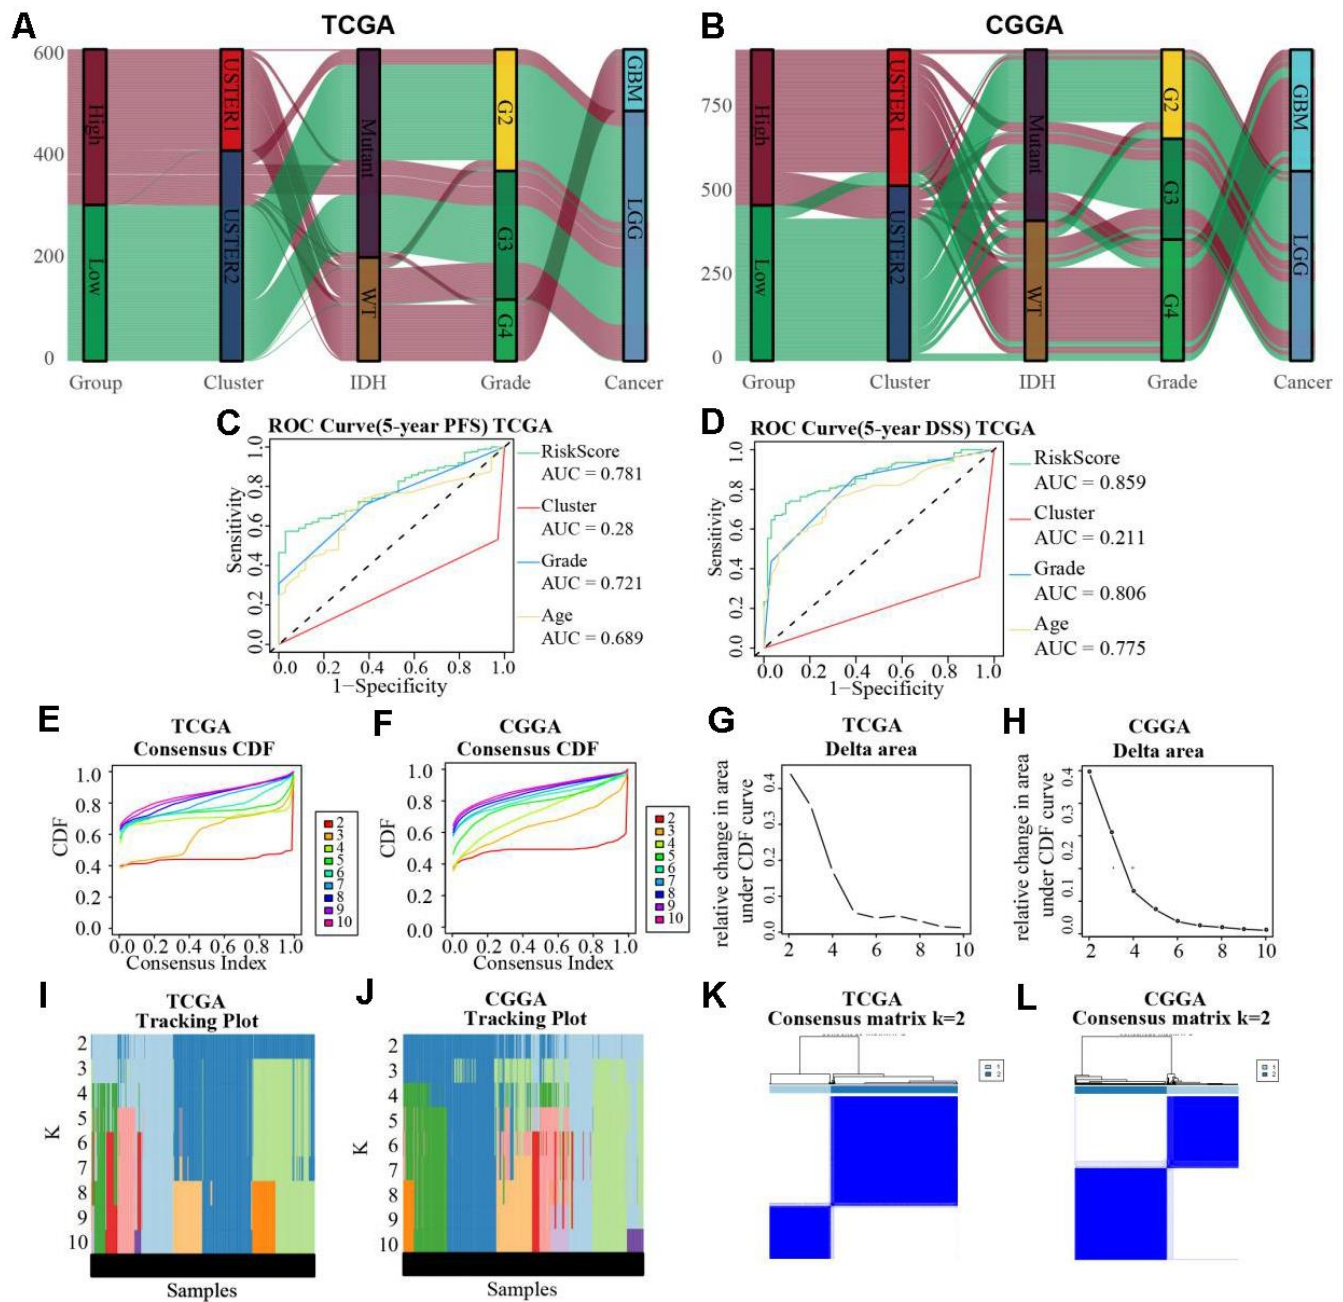 A
TCGA
600
400
200
0
High
Low
USTER1
USTER2
Mutant
WT
G2
G3
G4
GBM
LGG
Group
Cluster
IDH
Grade
Cancer
B
CGGA
750
500
250
0
High
Low
USTER1
USTER2
Mutant
WT
G2
G3
G4
GBM
LGG
Group
Cluster
IDH
Grade
Cancer
C
ROC Curve(5-year PFS) TCGA
Sensitivity
1.0
0.8
0.6
0.4
0.2
0.0
0.0 0.2 0.4 0.6 0.8 1.0
1−Specificity
RiskScore
AUC = 0.781
Cluster
AUC = 0.28
Grade
AUC = 0.721
Age
AUC = 0.689
D
ROC Curve(5-year DSS) TCGA
Sensitivity
1.0
0.8
0.6
0.4
0.2
0.0
0.0 0.2 0.4 0.6 0.8 1.0
1−Specificity
RiskScore
AUC = 0.859
Cluster
AUC = 0.211
Grade
AUC = 0.806
Age
AUC = 0.775
E
TCGA
Consensus CDF
CDF
1.0
0.8
0.6
0.4
0.2
0.0
0.0 0.2 0.4 0.6 0.8 1.0
Consensus Index
2
3
4
5
6
7
8
9
10
F
CGGA
Consensus CDF
CDF
1.0
0.8
0.6
0.4
0.2
0.0
0.0 0.2 0.4 0.6 0.8 1.0
Consensus Index
2
3
4
5
6
7
8
9
10
G
TCGA
Delta area
relative change in area
under CDF curve
0.4
0.3
0.2
0.1
0.0
2 4 6 8 10
H
CGGA
Delta area
relative change in area
under CDF curve
0.4
0.3
0.2
0.1
0.0
2 4 6 8 10
I
TCGA
Tracking Plot
K
2
3
4
5
6
7
8
9
10
Samples
J
CGGA
Tracking Plot
K
2
3
4
5
6
7
8
9
10
Samples
K
TCGA
Consensus matrix k=2
1
2
L
CGGA
Consensus matrix k=2
1
2